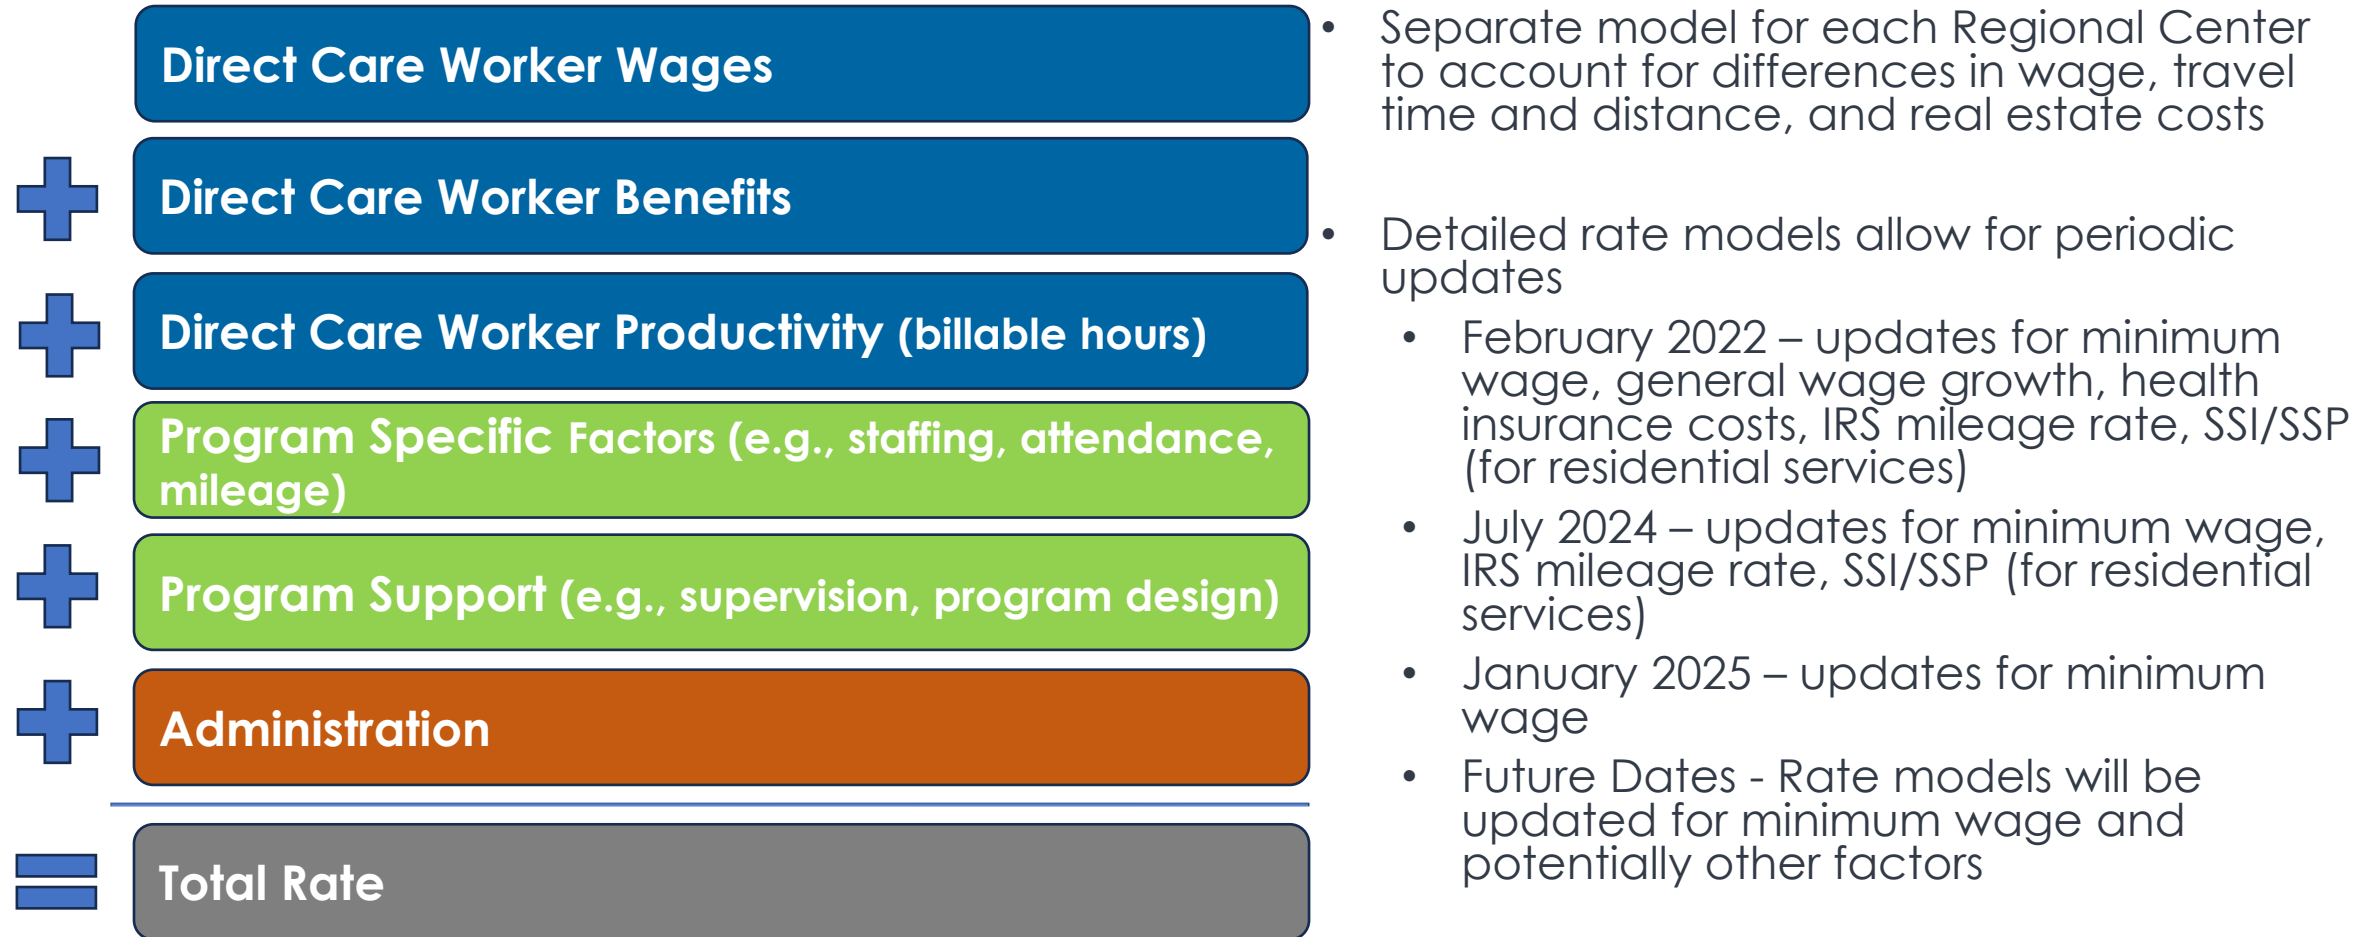 Direct Care Worker Wages
Direct Care Worker Benefits
Direct Care Worker Productivity (billable hours)
Program Specific Factors (e.g., staffing, attendance,
mileage)
Program Support (e.g., supervision, program design)
Administration
Total Rate
• Separate model for each Regional Center
to account for differences in wage, travel
time and distance, and real estate costs
• Detailed rate models allow for periodic
updates
• February 2022 – updates for minimum
wage, general wage growth, health
insurance costs, IRS mileage rate, SSI/SSP
(for residential services)
• July 2024 – updates for minimum wage,
IRS mileage rate, SSI/SSP (for residential
services)
• January 2025 – updates for minimum
wage
• Future Dates - Rate models will be
updated for minimum wage and
potentially other factors